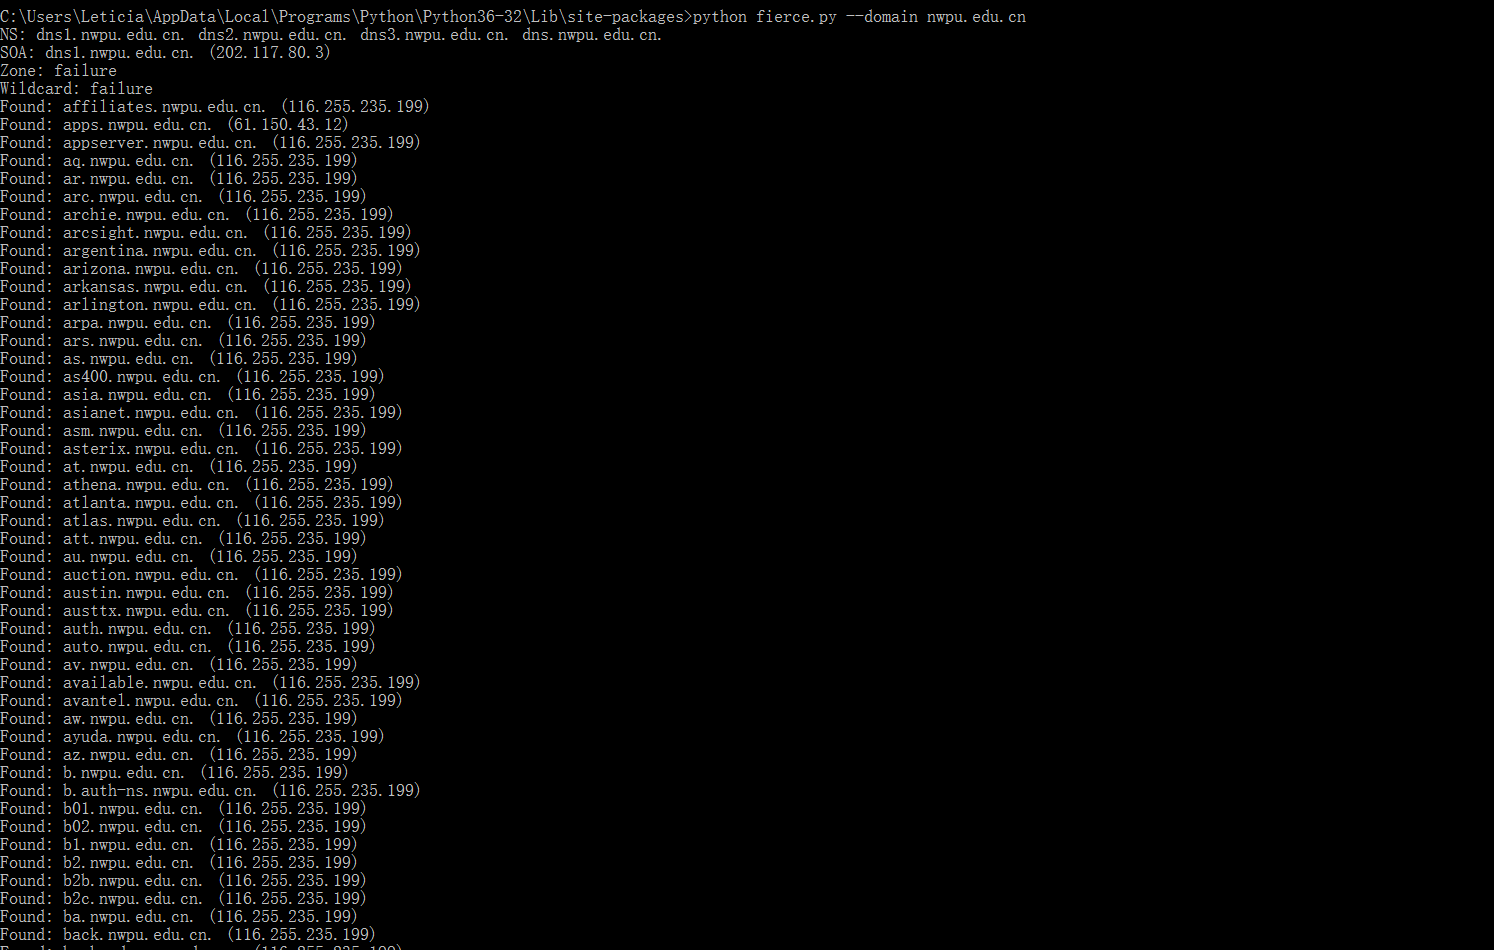 C:\Users\Leticia\AppData\Local\Programs\Python\Python36-32\Lib\site-packages>python fierce.py --domain nwpu.edu.cn
NS: dns1.nwpu.edu.cn. dns2.nwpu.edu.cn. dns3.nwpu.edu.cn. dns.nwpu.edu.cn.
SOA: dns1.nwpu.edu.cn. (202.117.80.3)
Zone: failure
Wildcard: failure
Found: affiliates.nwpu.edu.cn. (116.255.235.199)
Found: apps.nwpu.edu.cn. (61.150.43.12)
Found: appserver.nwpu.edu.cn. (116.255.235.199)
Found: aq.nwpu.edu.cn. (116.255.235.199)
Found: ar.nwpu.edu.cn. (116.255.235.199)
Found: arc.nwpu.edu.cn. (116.255.235.199)
Found: archie.nwpu.edu.cn. (116.255.235.199)
Found: arcsight.nwpu.edu.cn. (116.255.235.199)
Found: argentina.nwpu.edu.cn. (116.255.235.199)
Found: arizona.nwpu.edu.cn. (116.255.235.199)
Found: arkansas.nwpu.edu.cn. (116.255.235.199)
Found: arlington.nwpu.edu.cn. (116.255.235.199)
Found: arpa.nwpu.edu.cn. (116.255.235.199)
Found: ars.nwpu.edu.cn. (116.255.235.199)
Found: as.nwpu.edu.cn. (116.255.235.199)
Found: as400.nwpu.edu.cn. (116.255.235.199)
Found: asia.nwpu.edu.cn. (116.255.235.199)
Found: asianet.nwpu.edu.cn. (116.255.235.199)
Found: asm.nwpu.edu.cn. (116.255.235.199)
Found: asterix.nwpu.edu.cn. (116.255.235.199)
Found: at.nwpu.edu.cn. (116.255.235.199)
Found: athena.nwpu.edu.cn. (116.255.235.199)
Found: atlanta.nwpu.edu.cn. (116.255.235.199)
Found: atlas.nwpu.edu.cn. (116.255.235.199)
Found: att.nwpu.edu.cn. (116.255.235.199)
Found: au.nwpu.edu.cn. (116.255.235.199)
Found: auction.nwpu.edu.cn. (116.255.235.199)
Found: austin.nwpu.edu.cn. (116.255.235.199)
Found: austtx.nwpu.edu.cn. (116.255.235.199)
Found: auth.nwpu.edu.cn. (116.255.235.199)
Found: auto.nwpu.edu.cn. (116.255.235.199)
Found: av.nwpu.edu.cn. (116.255.235.199)
Found: available.nwpu.edu.cn. (116.255.235.199)
Found: avantel.nwpu.edu.cn. (116.255.235.199)
Found: aw.nwpu.edu.cn. (116.255.235.199)
Found: ayuda.nwpu.edu.cn. (116.255.235.199)
Found: az.nwpu.edu.cn. (116.255.235.199)
Found: b.nwpu.edu.cn. (116.255.235.199)
Found: b.auth-ns.nwpu.edu.cn. (116.255.235.199)
Found: b01.nwpu.edu.cn. (116.255.235.199)
Found: b02.nwpu.edu.cn. (116.255.235.199)
Found: b1.nwpu.edu.cn. (116.255.235.199)
Found: b2.nwpu.edu.cn. (116.255.235.199)
Found: b2b.nwpu.edu.cn. (116.255.235.199)
Found: b2c.nwpu.edu.cn. (116.255.235.199)
Found: ba.nwpu.edu.cn. (116.255.235.199)
Found: back.nwpu.edu.cn. (116.255.235.199)